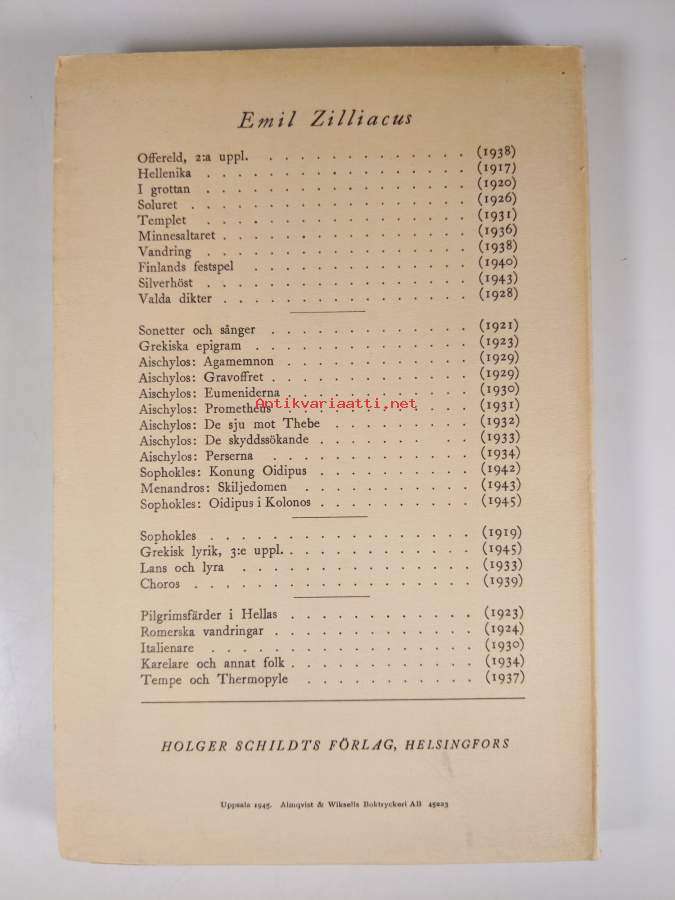 Emil Zilliacus
Offereld, 2:a uppl. . . . . . . . . . . . . . (1938)
Hellenika . . . . . . . . . . . . . . (1917)
I grottan . . . . . . . . . . . . . . (1920)
Soluret . . . . . . . . . . . . . . (1926)
Templet . . . . . . . . . . . . . . (1931)
Minnesaltaret . . . . . . . . . . . . . . (1936)
Vandring . . . . . . . . . . . . . . (1938)
Finlands festspel . . . . . . . . . . . . (1940)
Silverhöst . . . . . . . . . . . . . . (1943)
Valda dikter . . . . . . . . . . . . . . (1928)
Sonetter och sånger . . . . . . . . . . . . (1921)
Grekiska epigram . . . . . . . . . . . . (1923)
Aischylos: Agamemnon . . . . . . . . . . . (1929)
Aischylos: Gravoffret . . . . . . . . . . . (1929)
Aischylos: Eumeniderna . . . . . . . . . . (1930)
Antikvariaatti.net
Aischylos: Prometheus . . . . . . . . . . (1931)
Aischylos: De sju mot Thebe . . . . . . . . (1932)
Aischylos: De skyddssökande . . . . . . . . (1933)
Aischylos: Perserna . . . . . . . . . . . (1934)
Sophokles: Konung Oidipus . . . . . . . . . (1942)
Menandros: Skiljedomen . . . . . . . . . (1943)
Sophokles: Oidipus i Kolonos . . . . . . . . (1945)
Sophokles . . . . . . . . . . . . . . (1919)
Grekisk lyrik, 3:e uppl. . . . . . . . . . . (1945)
Lans och lyra . . . . . . . . . . . . (1933)
Choros . . . . . . . . . . . . . . (1939)
Pilgrimsfärder i Hellas . . . . . . . . . . (1923)
Romerska vandringar . . . . . . . . . . . (1924)
Italienare . . . . . . . . . . . . . (1930)
Karelare och annat folk . . . . . . . . . . (1934)
Tempe och Thermopyle . . . . . . . . . (1937)
HOLGER SCHILDTS FÖRLAG, HELSINGFORS
Uppsala 1945. Almqvist & Wiksells Boktryckeri AB 45223